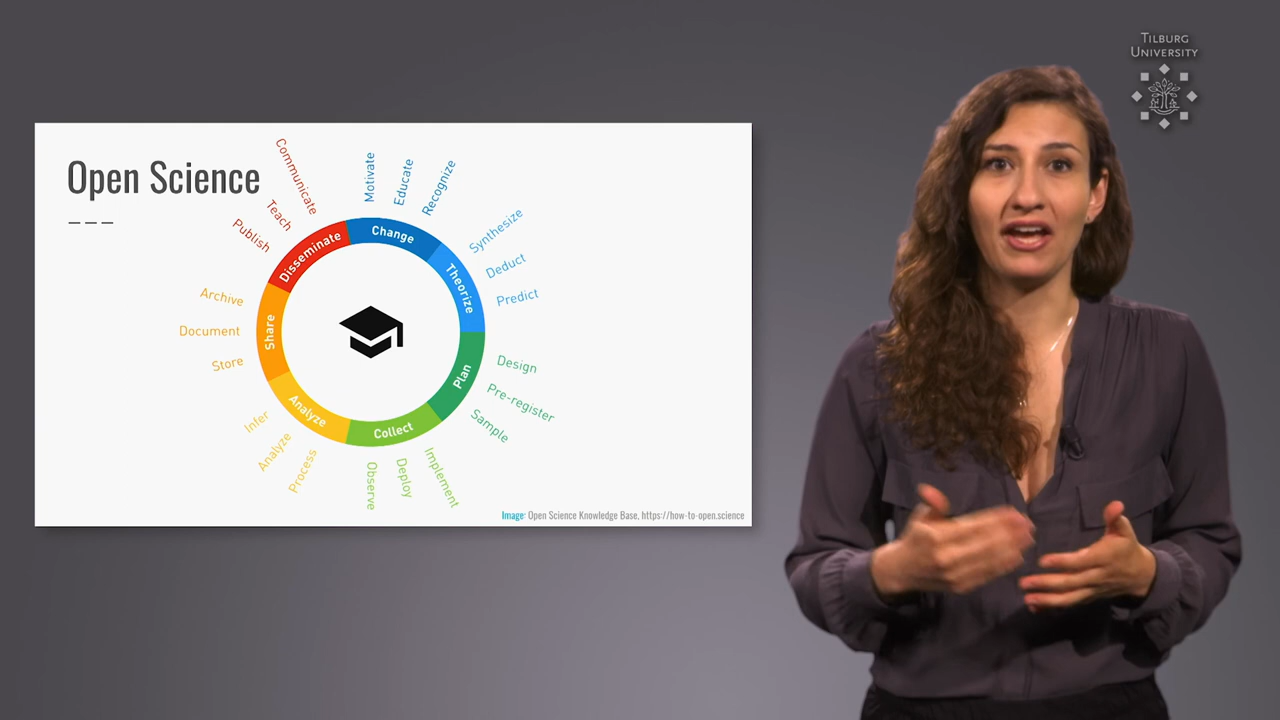 TILBURG
UNIVERSITY
Open Science
Communicate
Teach
Publish
Disseminate
Motivate
Educate
Recognize
Change
Synthesize
Deduct
Predict
Theorize
Design
Pre-register
Sample
Plan
Implement
Deploy
Observe
Collect
Process
Analyze
Infer
Analyze
Store
Document
Archive
Share
Image: Open Science Knowledge Base, https://how-to-open.science